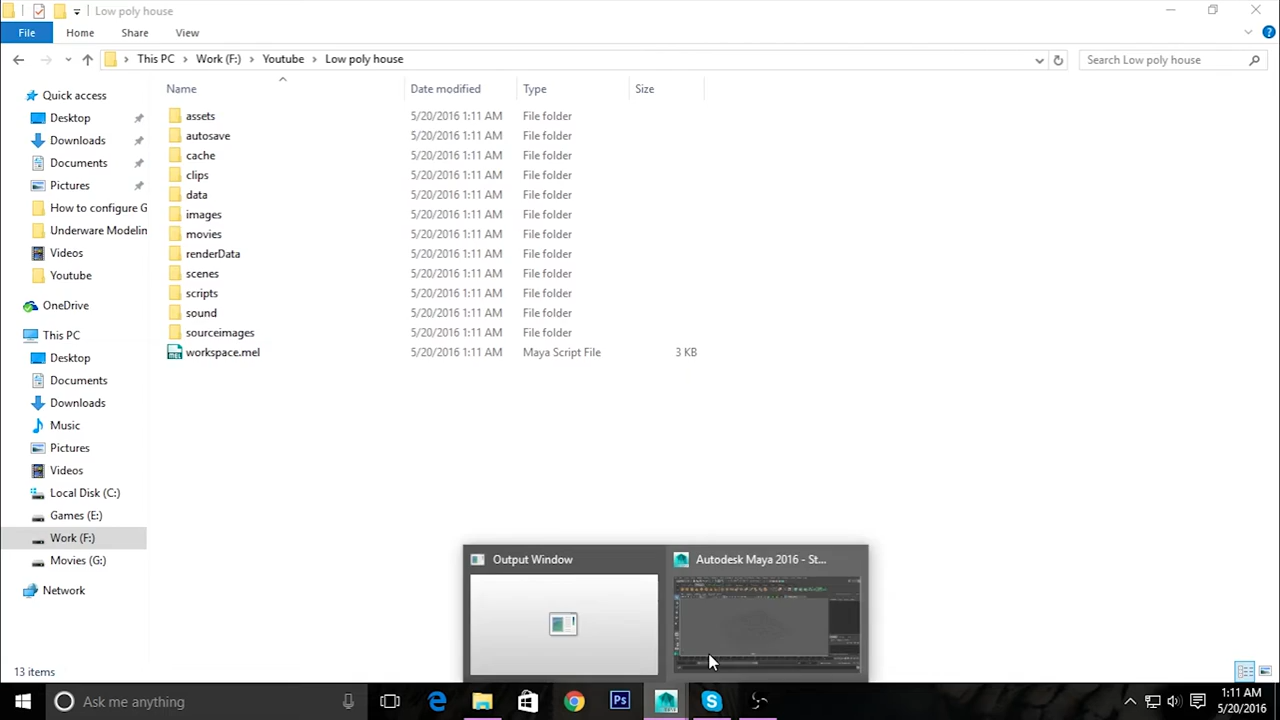 Low poly house
File Home Share View
This PC Work (F:) Youtube Low poly house Search Low poly house
Name Date modified Type Size
Quick access
Desktop
Downloads
Documents
Pictures
How to configure G
Underware Modelin
Videos
Youtube
OneDrive
This PC
Desktop
Documents
Downloads
Music
Pictures
Videos
Local Disk (C:)
Games (E:)
Work (F:)
Movies (G:)
Network
assets 5/20/2016 1:11 AM File folder
autosave 5/20/2016 1:11 AM File folder
cache 5/20/2016 1:11 AM File folder
clips 5/20/2016 1:11 AM File folder
data 5/20/2016 1:11 AM File folder
images 5/20/2016 1:11 AM File folder
movies 5/20/2016 1:11 AM File folder
renderData 5/20/2016 1:11 AM File folder
scenes 5/20/2016 1:11 AM File folder
scripts 5/20/2016 1:11 AM File folder
sound 5/20/2016 1:11 AM File folder
sourceimages 5/20/2016 1:11 AM File folder
workspace.mel 5/20/2016 1:11 AM Maya Script File 3 KB
Output Window Autodesk Maya 2016 - St...
13 items
Ask me anything Ps 1:11 AM
5/20/2016